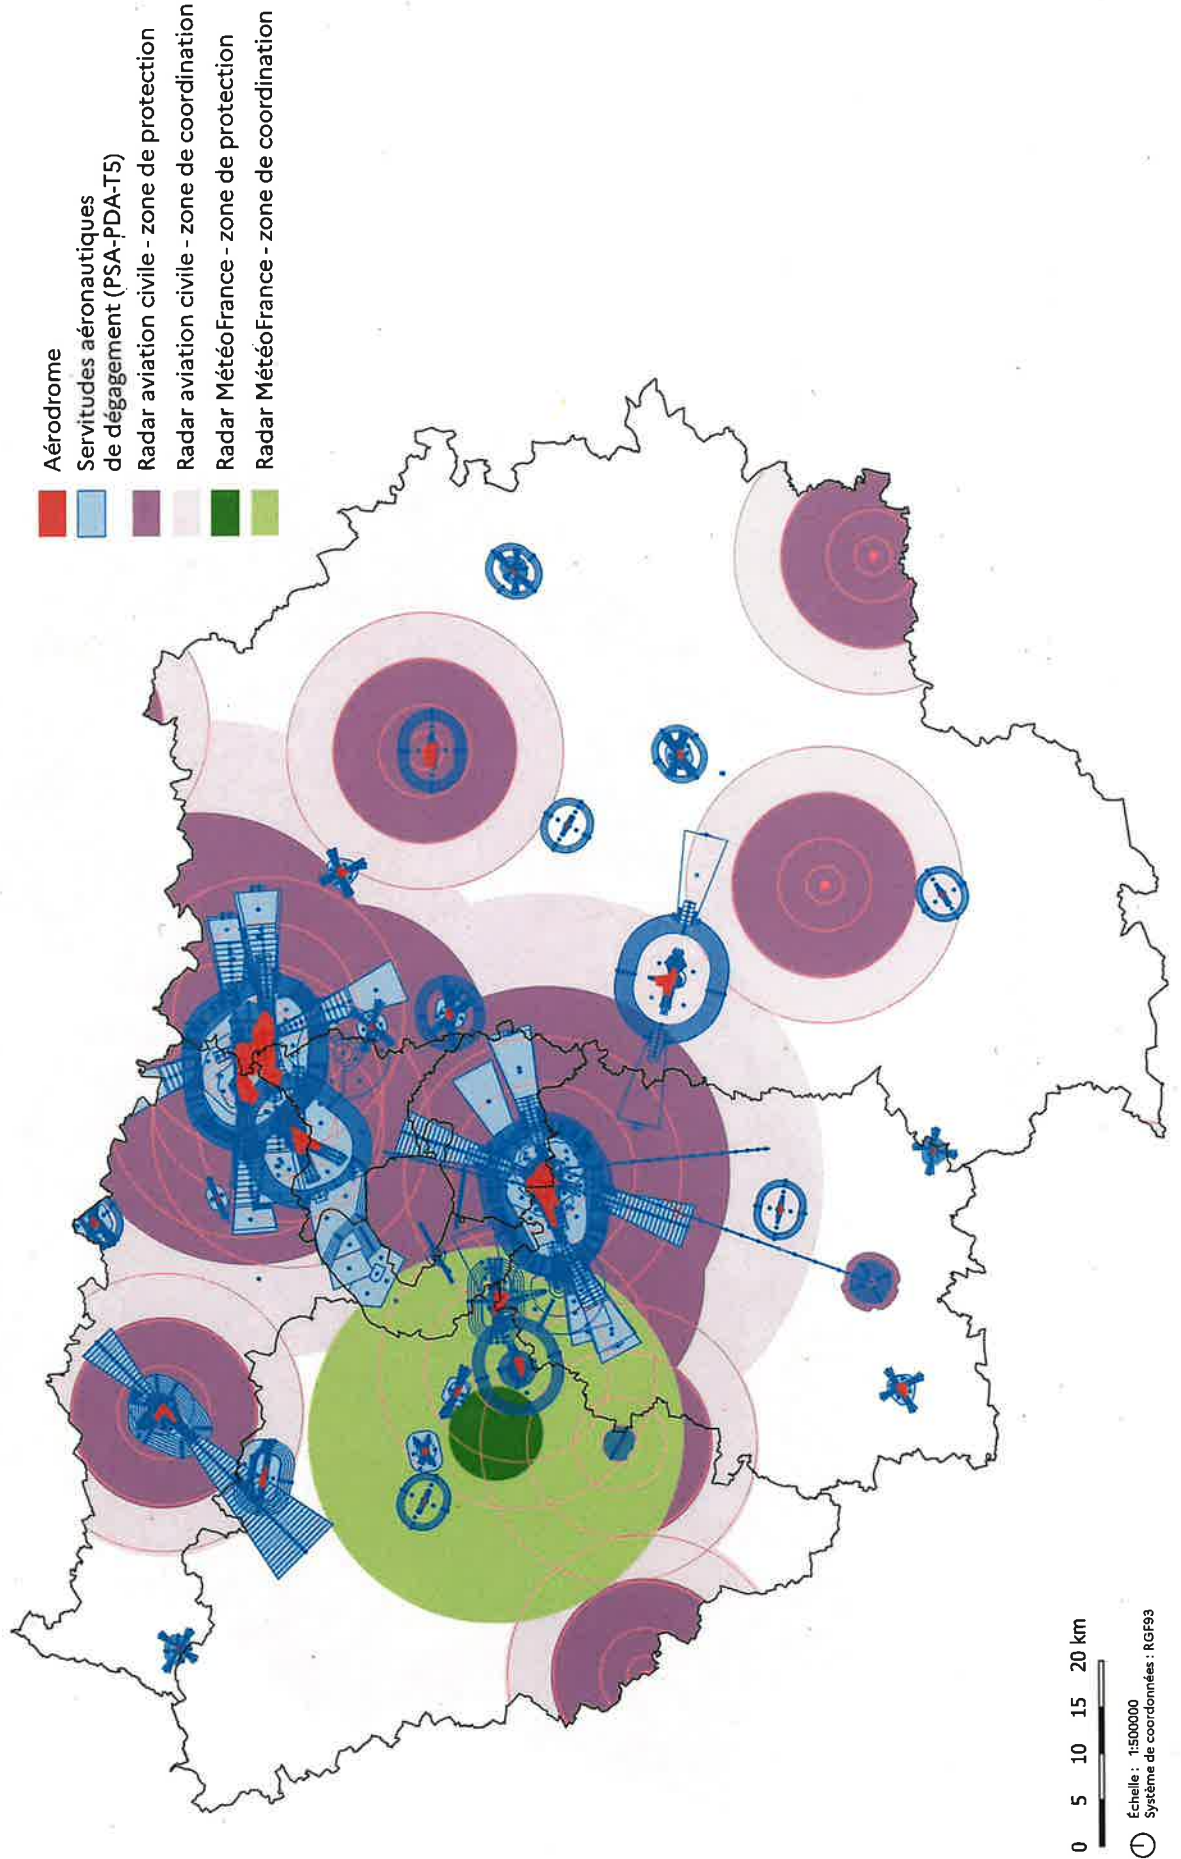 Aérodrome
Servitudes aéronautiques
de dégagement (PSA-PDA-T5)
Radar aviation civile - zone de protection
Radar aviation civile - zone de coordination
Radar MétéoFrance - zone de protection
Radar MétéoFrance - zone de coordination
0 5 10 15 20 km
Échelle : 1:500000
Système de coordonnées : RGF93